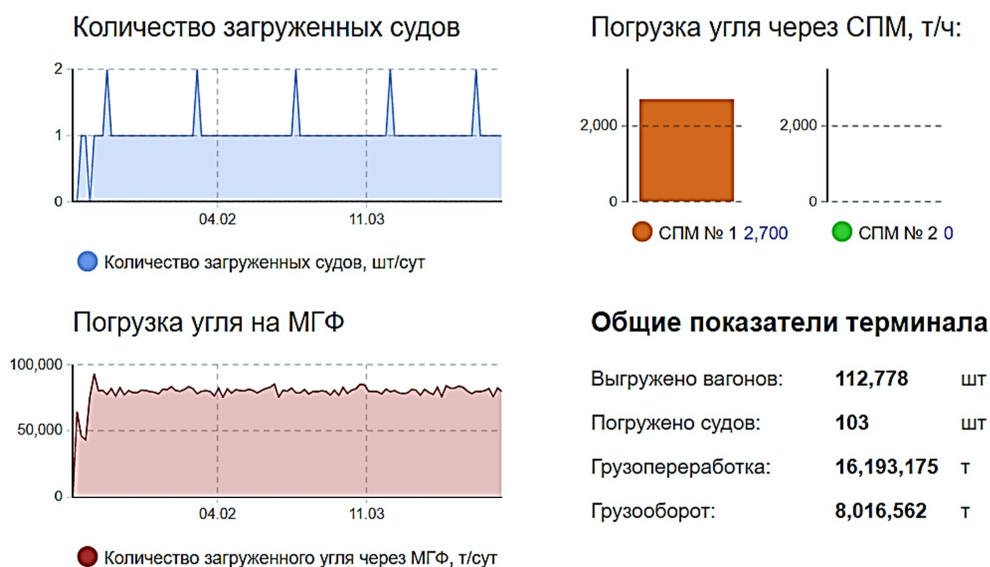 Количество загруженных судов
2
1
0
04.02 11.03
Количество загруженных судов, шт/сут
Погрузка угля через СПМ, т/ч:
2,000 2,000
0 0
СПМ № 1 2,700 СПМ № 2 0
Погрузка угля на МГФ
100,000
50,000
0
04.02 11.03
Количество загруженного угля через МГФ, т/сут
Общие показатели терминала
Выгружено вагонов: 112,778 шт
Погружено судов: 103 шт
Грузопереработка: 16,193,175 т
Грузооборот: 8,016,562 т